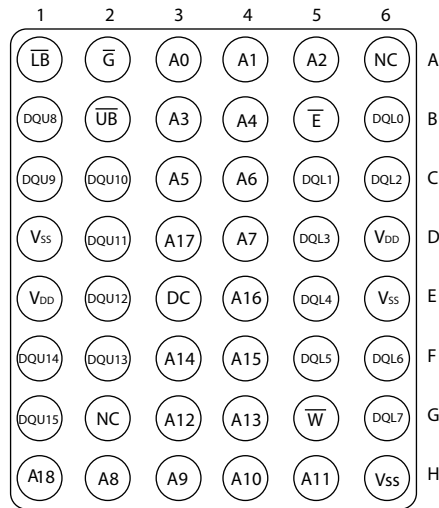 1 2 3 4 5 6
L̅B̅ G̅ A0 A1 A2 NC A
DQU8 U̅B̅ A3 A4 E̅ DQL0 B
DQU9 DQU10 A5 A6 DQL1 DQL2 C
VSS DQU11 A17 A7 DQL3 VDD D
VDD DQU12 DC A16 DQL4 VSS E
DQU14 DQU13 A14 A15 DQL5 DQL6 F
DQU15 NC A12 A13 W̅ DQL7 G
A18 A8 A9 A10 A11 Vss H